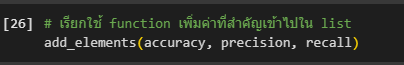 [26] # เรียกใช้ function เพิ่มค่าที่สำคัญเข้าไปใน list
add_elements(accuracy, precision, recall)